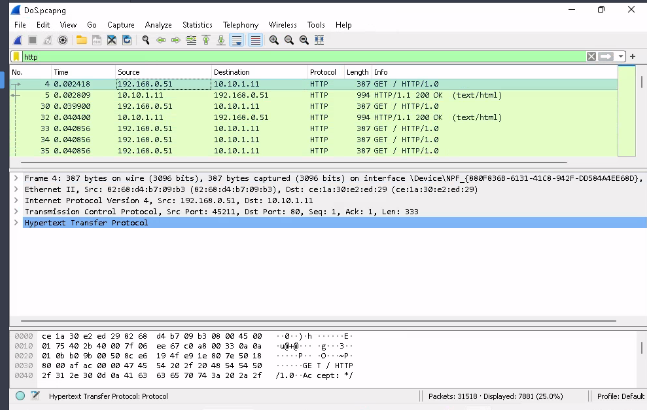 DoS.pcapng
File Edit View Go Capture Analyze Statistics Telephony Wireless Tools Help
http
No. Time Source Destination Protocol Length Info
4 0.002418 192.168.0.51 10.10.1.11 HTTP 387 GET / HTTP/1.0
5 0.002809 10.10.1.11 192.168.0.51 HTTP 994 HTTP/1.1 200 OK (text/html)
30 0.039900 192.168.0.51 10.10.1.11 HTTP 387 GET / HTTP/1.0
32 0.040400 10.10.1.11 192.168.0.51 HTTP 994 HTTP/1.1 200 OK (text/html)
33 0.040856 192.168.0.51 10.10.1.11 HTTP 387 GET / HTTP/1.0
34 0.040856 192.168.0.51 10.10.1.11 HTTP 387 GET / HTTP/1.0
35 0.040856 192.168.0.51 10.10.1.11 HTTP 387 GET / HTTP/1.0
Frame 4: 387 bytes on wire (3096 bits), 387 bytes captured (3096 bits) on interface \Device\NPF_{880F836B-6131-41C8-942F-DD584A4EE68D},
Ethernet II, Src: 82:68:d4:b7:09:b3 (82:68:d4:b7:09:b3), Dst: ce:1a:30:e2:ed:29 (ce:1a:30:e2:ed:29)
Internet Protocol Version 4, Src: 192.168.0.51, Dst: 10.10.1.11
Transmission Control Protocol, Src Port: 45211, Dst Port: 80, Seq: 1, Ack: 1, Len: 333
Hypertext Transfer Protocol
0000 ce 1a 30 e2 ed 29 82 68 d4 b7 09 b3 08 00 45 00 ··0··)·h ······E·
0010 01 75 40 2b 40 00 7f 06 ee 67 c0 a8 00 33 0a 0a ·u@+@··· ·g···3··
0020 01 0b b0 9b 00 50 8c e6 19 4f e9 1e 80 7e 50 18 ·····P·· ·O···~P·
0030 80 00 af ac 00 00 47 45 54 20 2f 20 48 54 54 50 ······GE T / HTTP
0040 2f 31 2e 30 0d 0a 41 63 63 65 70 74 3a 20 2a 2f /1.0··Ac cept: */
Hypertext Transfer Protocol: Protocol Packets: 31518 · Displayed: 7881 (25.0%) Profile: Default